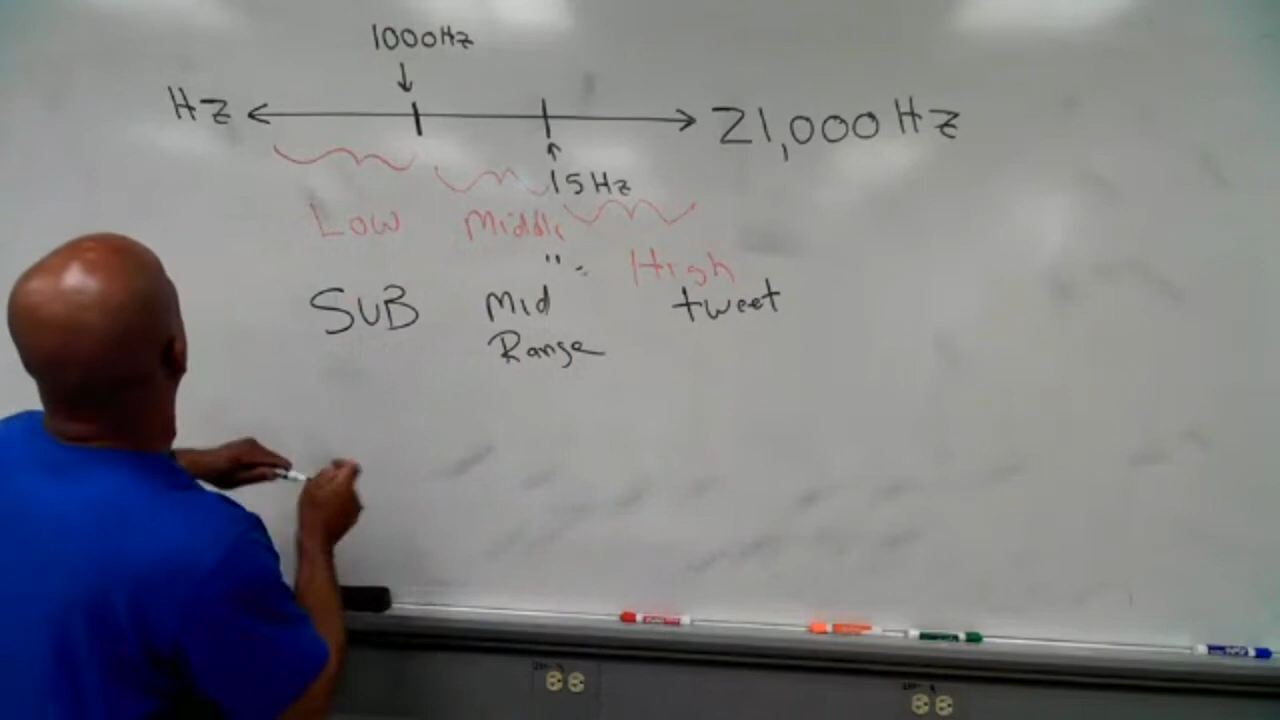 1000Hz
HZ 21,000 HZ
15Hz
Low Middle
High
SUB Mid tweet
Range